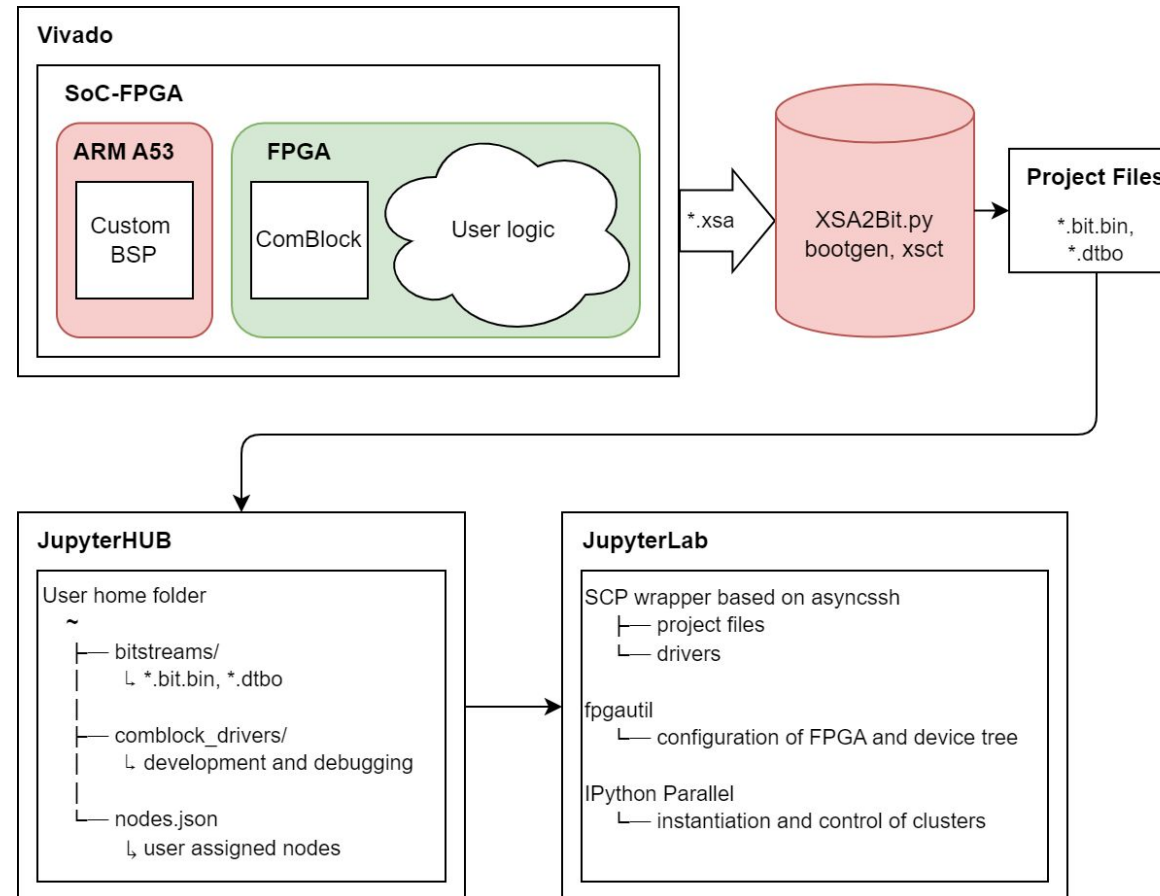 Vivado
SoC-FPGA
ARM A53
FPGA
Custom
BSP
ComBlock
User logic
*.xsa
XSA2Bit.py
bootgen, xsct
Project Files
*.bit.bin,
*.dtbo
JupyterHUB
User home folder
~
├── bitstreams/
│ ↳ *.bit.bin, *.dtbo
│
├── comblock_drivers/
│ ↳ development and debugging
│
└── nodes.json
↳ user assigned nodes
JupyterLab
SCP wrapper based on asyncssh
├── project files
└── drivers
fpgautil
└── configuration of FPGA and device tree
IPython Parallel
└── instantiation and control of clusters